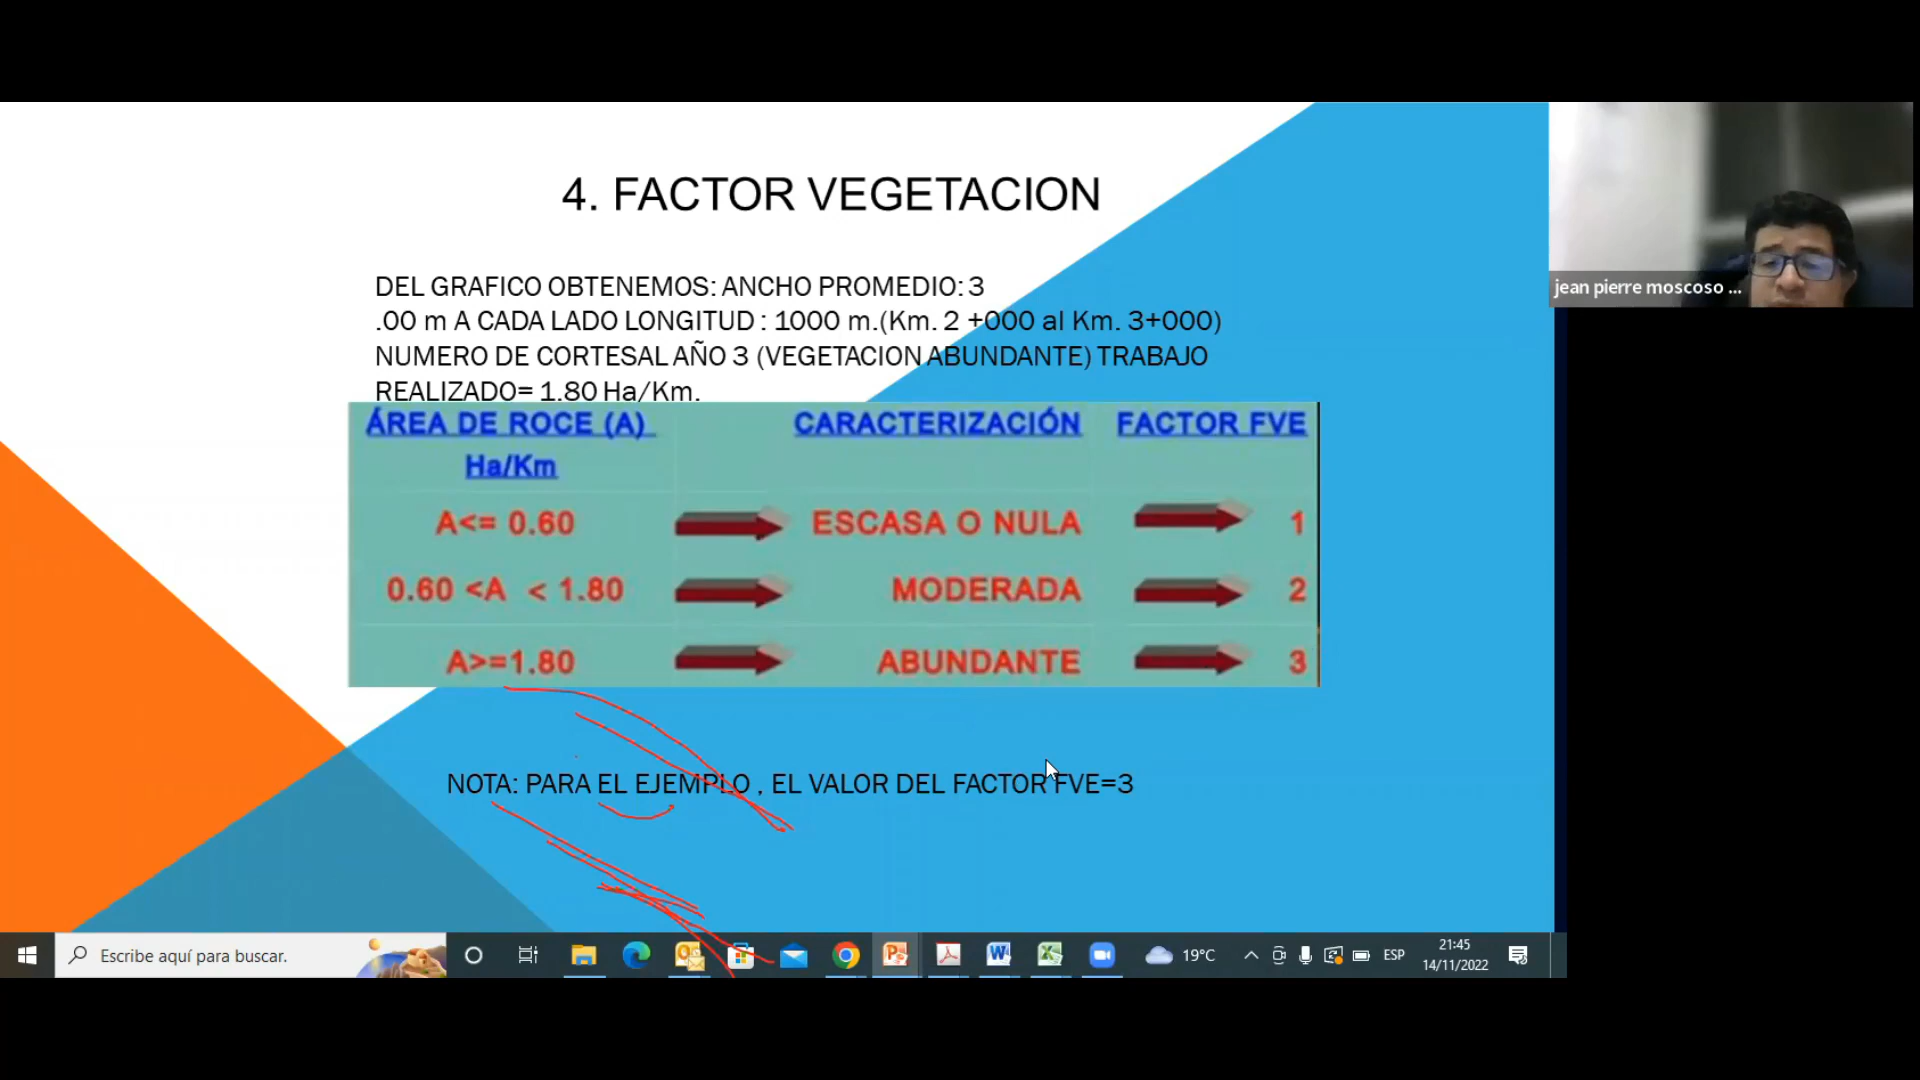 4. FACTOR VEGETACION
DEL GRAFICO OBTENEMOS: ANCHO PROMEDIO: 3
.00 m A CADA LADO LONGITUD : 1000 m.(Km. 2 +000 al Km. 3+000)
NUMERO DE CORTESAL AÑO 3 (VEGETACION ABUNDANTE) TRABAJO
REALIZADO= 1.80 Ha/Km.
ÁREA DE ROCE (A) CARACTERIZACIÓN FACTOR FVE
Ha/Km
A<= 0.60 ESCASA O NULA 1
0.60 <A < 1.80 MODERADA 2
A>=1.80 ABUNDANTE 3
NOTA: PARA EL EJEMPLO , EL VALOR DEL FACTOR FVE=3
jean pierre moscoso ...
Escribe aquí para buscar.
19°C
ESP
21:45
14/11/2022